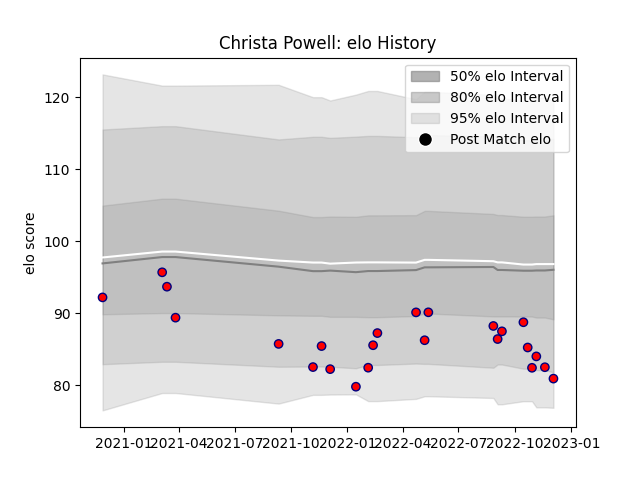 Christa Powell: elo History
50% elo Interval
80% elo Interval
95% elo Interval
Post Match elo
elo score
120
110
100
90
80
2021-01 2021-04 2021-07 2021-10 2022-01 2022-04 2022-07 2022-10 2023-01